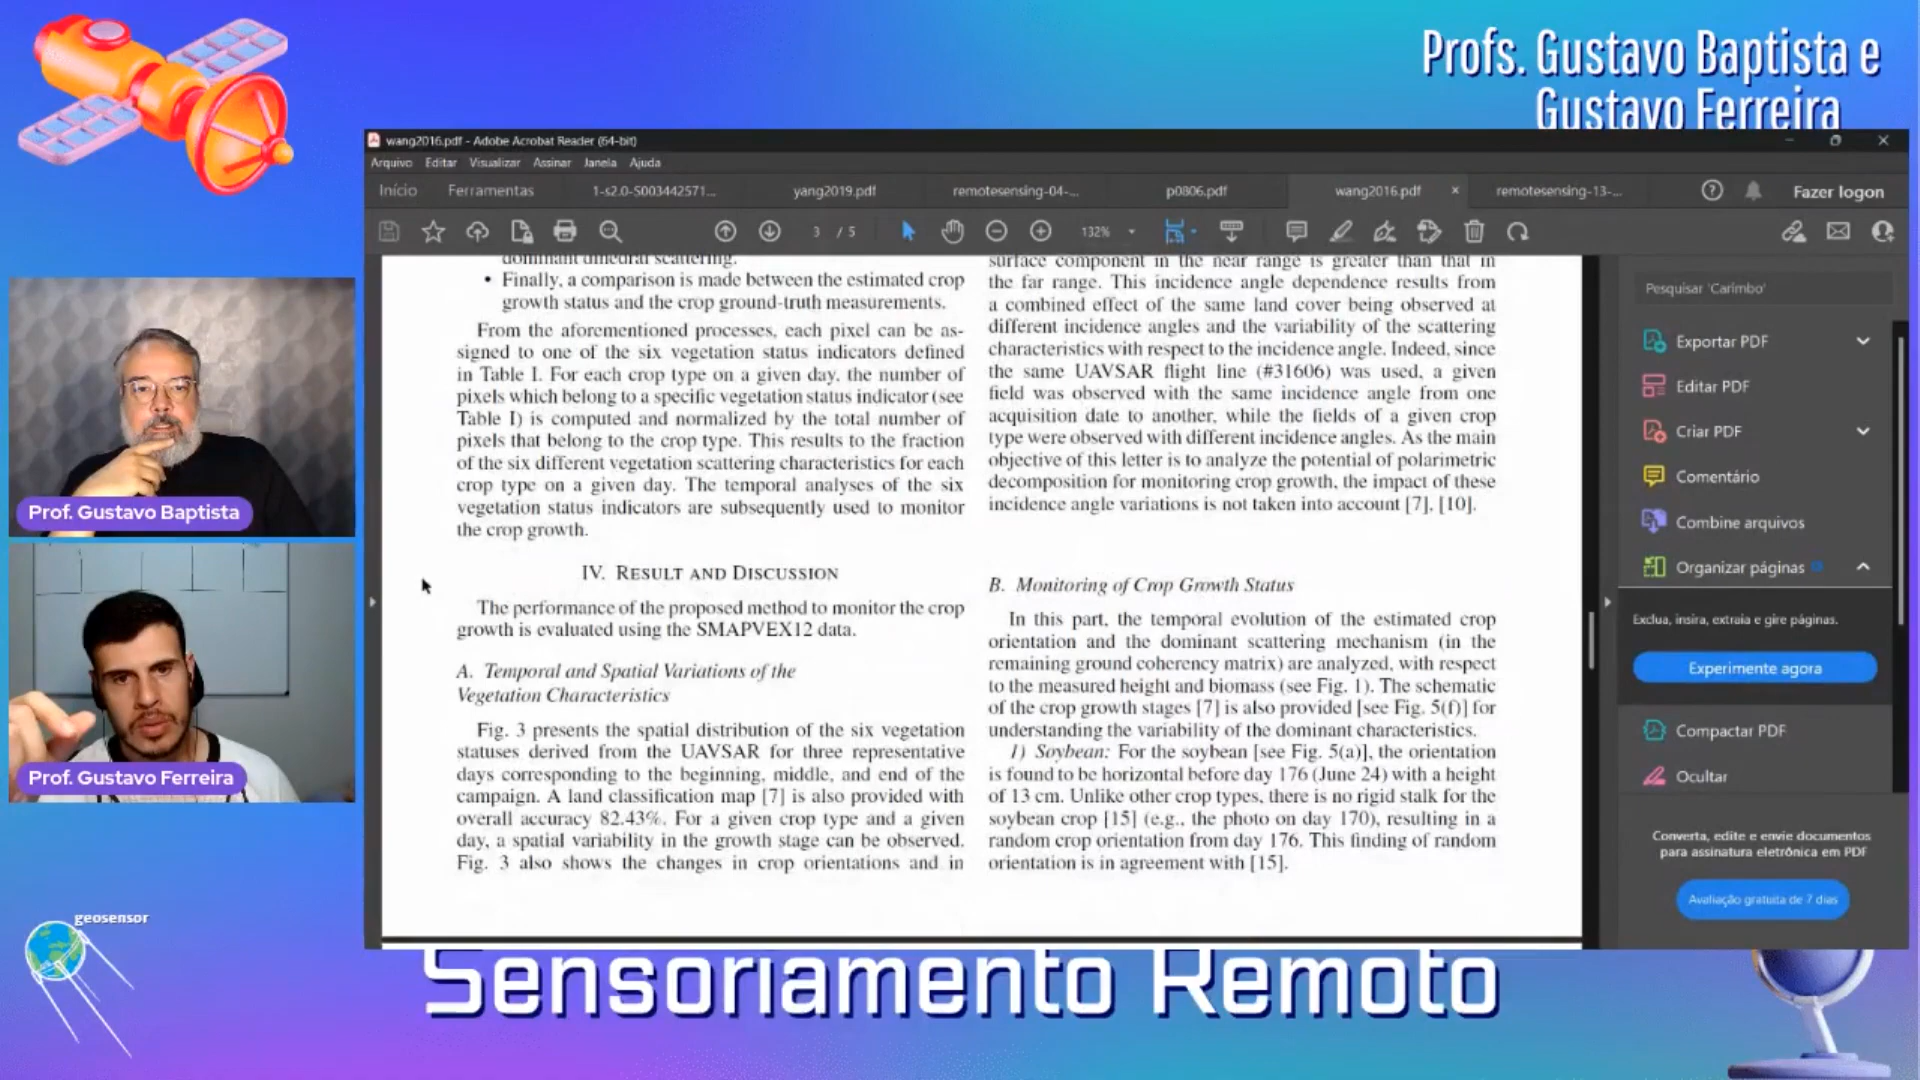 Profs. Gustavo Baptista e
Gustavo Ferreira
wang2016.pdf - Adobe Acrobat Reader (64-bit)
Arquivo Editar Visualizar Assinar Janela Ajuda
Início Ferramentas 1-s2.0-S003442571... yang2019.pdf remotesensing-04-... p0806.pdf wang2016.pdf × remotesensing-13-... Fazer logon
3 / 5 132%
dominant dihedral scattering.
• Finally, a comparison is made between the estimated crop
growth status and the crop ground-truth measurements.
From the aforementioned processes, each pixel can be as-
signed to one of the six vegetation status indicators defined
in Table I. For each crop type on a given day, the number of
pixels which belong to a specific vegetation status indicator (see
Table I) is computed and normalized by the total number of
pixels that belong to the crop type. This results to the fraction
of the six different vegetation scattering characteristics for each
crop type on a given day. The temporal analyses of the six
vegetation status indicators are subsequently used to monitor
the crop growth.
IV. RESULT AND DISCUSSION
The performance of the proposed method to monitor the crop
growth is evaluated using the SMAPVEX12 data.
A. Temporal and Spatial Variations of the
Vegetation Characteristics
Fig. 3 presents the spatial distribution of the six vegetation
statuses derived from the UAVSAR for three representative
days corresponding to the beginning, middle, and end of the
campaign. A land classification map [7] is also provided with
overall accuracy 82.43%. For a given crop type and a given
day, a spatial variability in the growth stage can be observed.
Fig. 3 also shows the changes in crop orientations and in
surface component in the near range is greater than that in
the far range. This incidence angle dependence results from
a combined effect of the same land cover being observed at
different incidence angles and the variability of the scattering
characteristics with respect to the incidence angle. Indeed, since
the same UAVSAR flight line (#31606) was used, a given
field was observed with the same incidence angle from one
acquisition date to another, while the fields of a given crop
type were observed with different incidence angles. As the main
objective of this letter is to analyze the potential of polarimetric
decomposition for monitoring crop growth, the impact of these
incidence angle variations is not taken into account [7], [10].
B. Monitoring of Crop Growth Status
In this part, the temporal evolution of the estimated crop
orientation and the dominant scattering mechanism (in the
remaining ground coherency matrix) are analyzed, with respect
to the measured height and biomass (see Fig. 1). The schematic
of the crop growth stages [7] is also provided [see Fig. 5(f)] for
understanding the variability of the dominant characteristics.
1) Soybean: For the soybean [see Fig. 5(a)], the orientation
is found to be horizontal before day 176 (June 24) with a height
of 13 cm. Unlike other crop types, there is no rigid stalk for the
soybean crop [15] (e.g., the photo on day 170), resulting in a
random crop orientation from day 176. This finding of random
orientation is in agreement with [15].
Pesquisar 'Carimbo'
Exportar PDF
Editar PDF
Criar PDF
Comentário
Combine arquivos
Organizar páginas
Exclua, insira, extraia e gire páginas.
Experimente agora
Compactar PDF
Ocultar
Converta, edite e envie documentos
para assinatura eletrônica em PDF
Avaliação gratuita de 7 dias
Prof. Gustavo Baptista
Prof. Gustavo Ferreira
geosensor
Sensoriamento Remoto